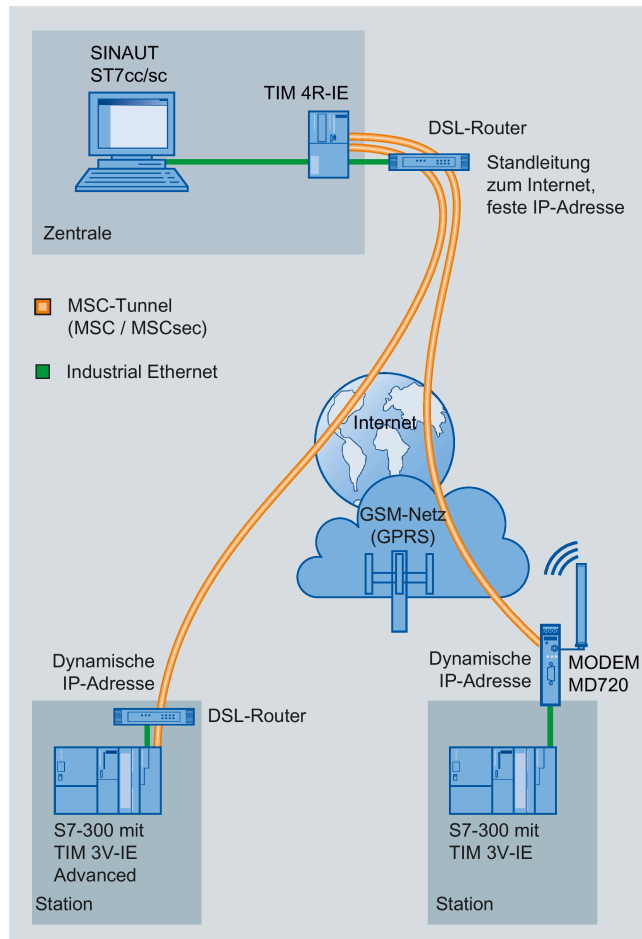 SINAUT
ST7cc/sc
TIM 4R-IE
DSL-Router
Standleitung
zum Internet,
feste IP-Adresse
Zentrale
MSC-Tunnel
(MSC / MSCsec)
Industrial Ethernet
Internet
GSM-Netz
(GPRS)
Dynamische
IP-Adresse
DSL-Router
Dynamische
IP-Adresse
MODEM
MD720
S7-300 mit
TIM 3V-IE
Advanced
Station
S7-300 mit
TIM 3V-IE
Station